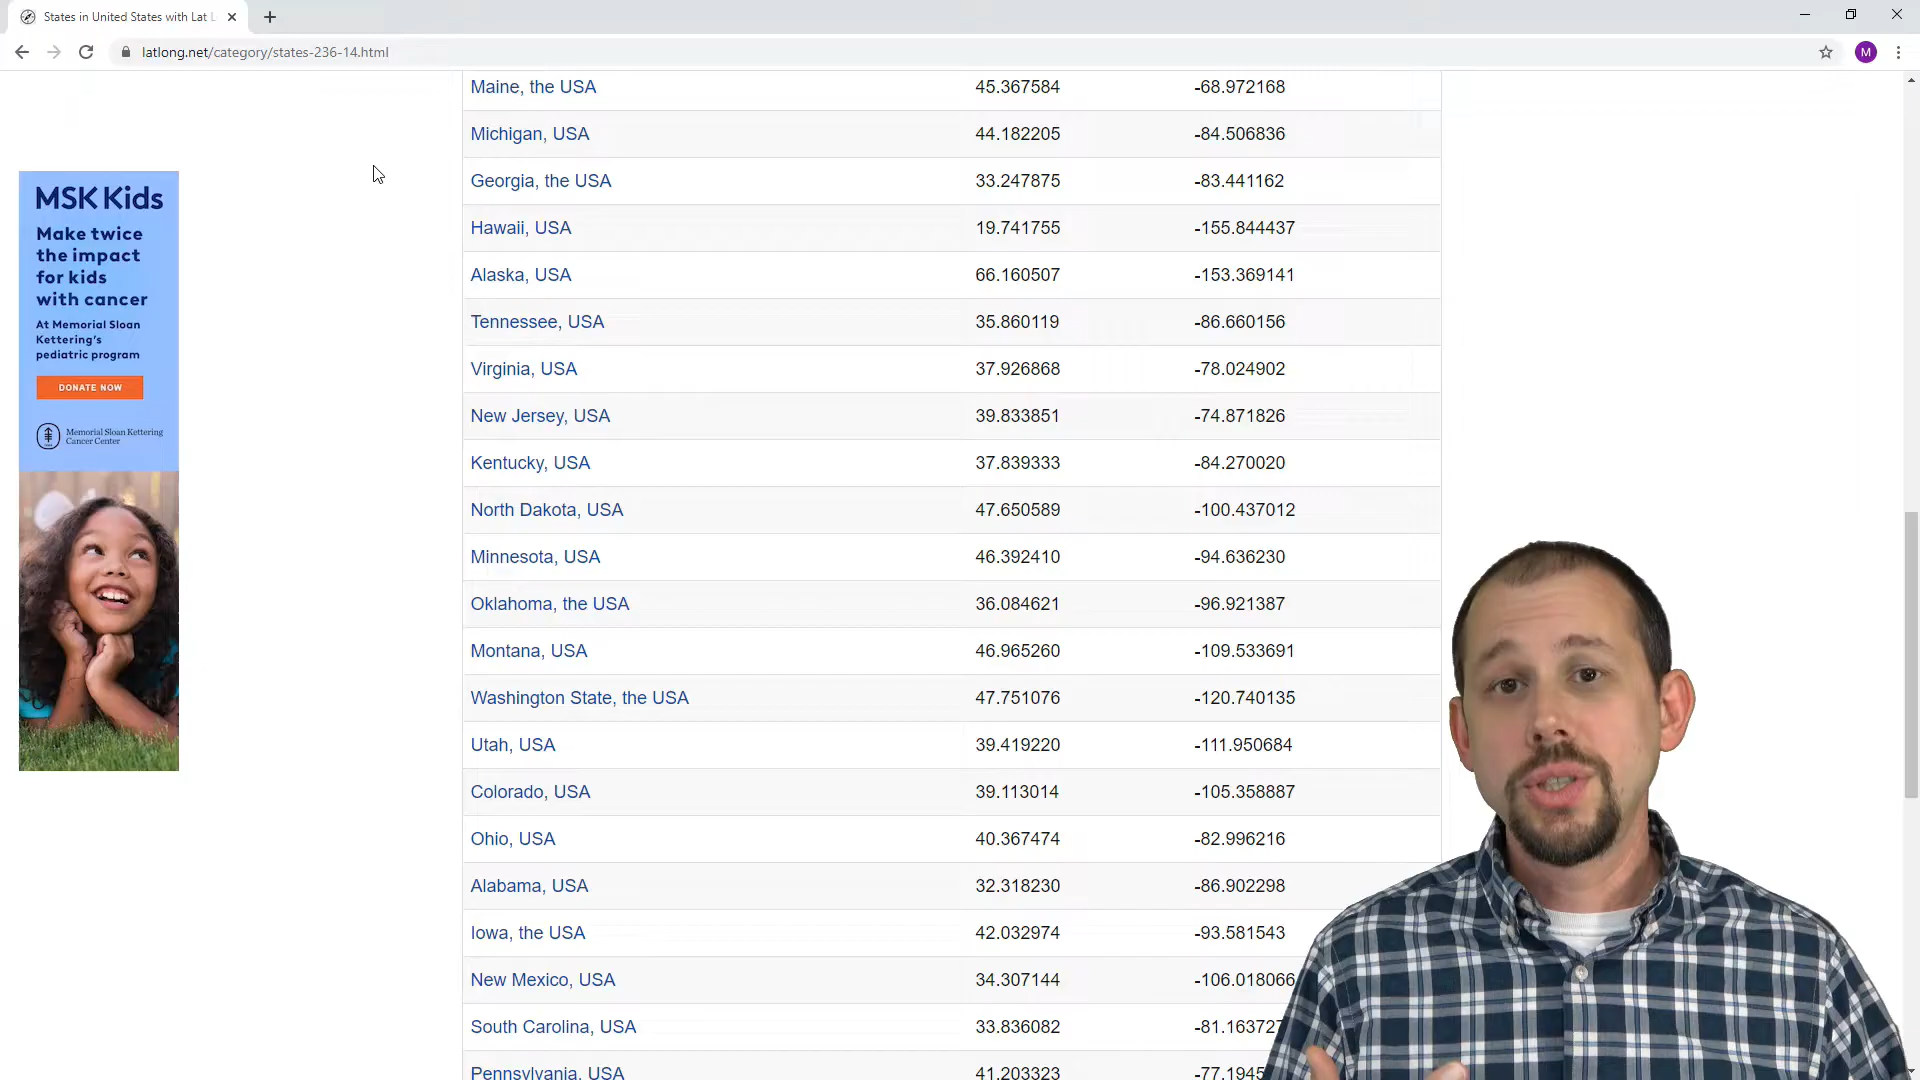 States in United States with Lat L
latlong.net/category/states-236-14.html
M
MSK Kids
Make twice
the impact
for kids
with cancer
At Memorial Sloan
Kettering's
pediatric program
DONATE NOW
Memorial Sloan Kettering
Cancer Center
Maine, the USA 45.367584 -68.972168
Michigan, USA 44.182205 -84.506836
Georgia, the USA 33.247875 -83.441162
Hawaii, USA 19.741755 -155.844437
Alaska, USA 66.160507 -153.369141
Tennessee, USA 35.860119 -86.660156
Virginia, USA 37.926868 -78.024902
New Jersey, USA 39.833851 -74.871826
Kentucky, USA 37.839333 -84.270020
North Dakota, USA 47.650589 -100.437012
Minnesota, USA 46.392410 -94.636230
Oklahoma, the USA 36.084621 -96.921387
Montana, USA 46.965260 -109.533691
Washington State, the USA 47.751076 -120.740135
Utah, USA 39.419220 -111.950684
Colorado, USA 39.113014 -105.358887
Ohio, USA 40.367474 -82.996216
Alabama, USA 32.318230 -86.902298
Iowa, the USA 42.032974 -93.581543
New Mexico, USA 34.307144 -106.018066
South Carolina, USA 33.836082 -81.163727
Pennsylvania, USA 41.203323 -77.1945